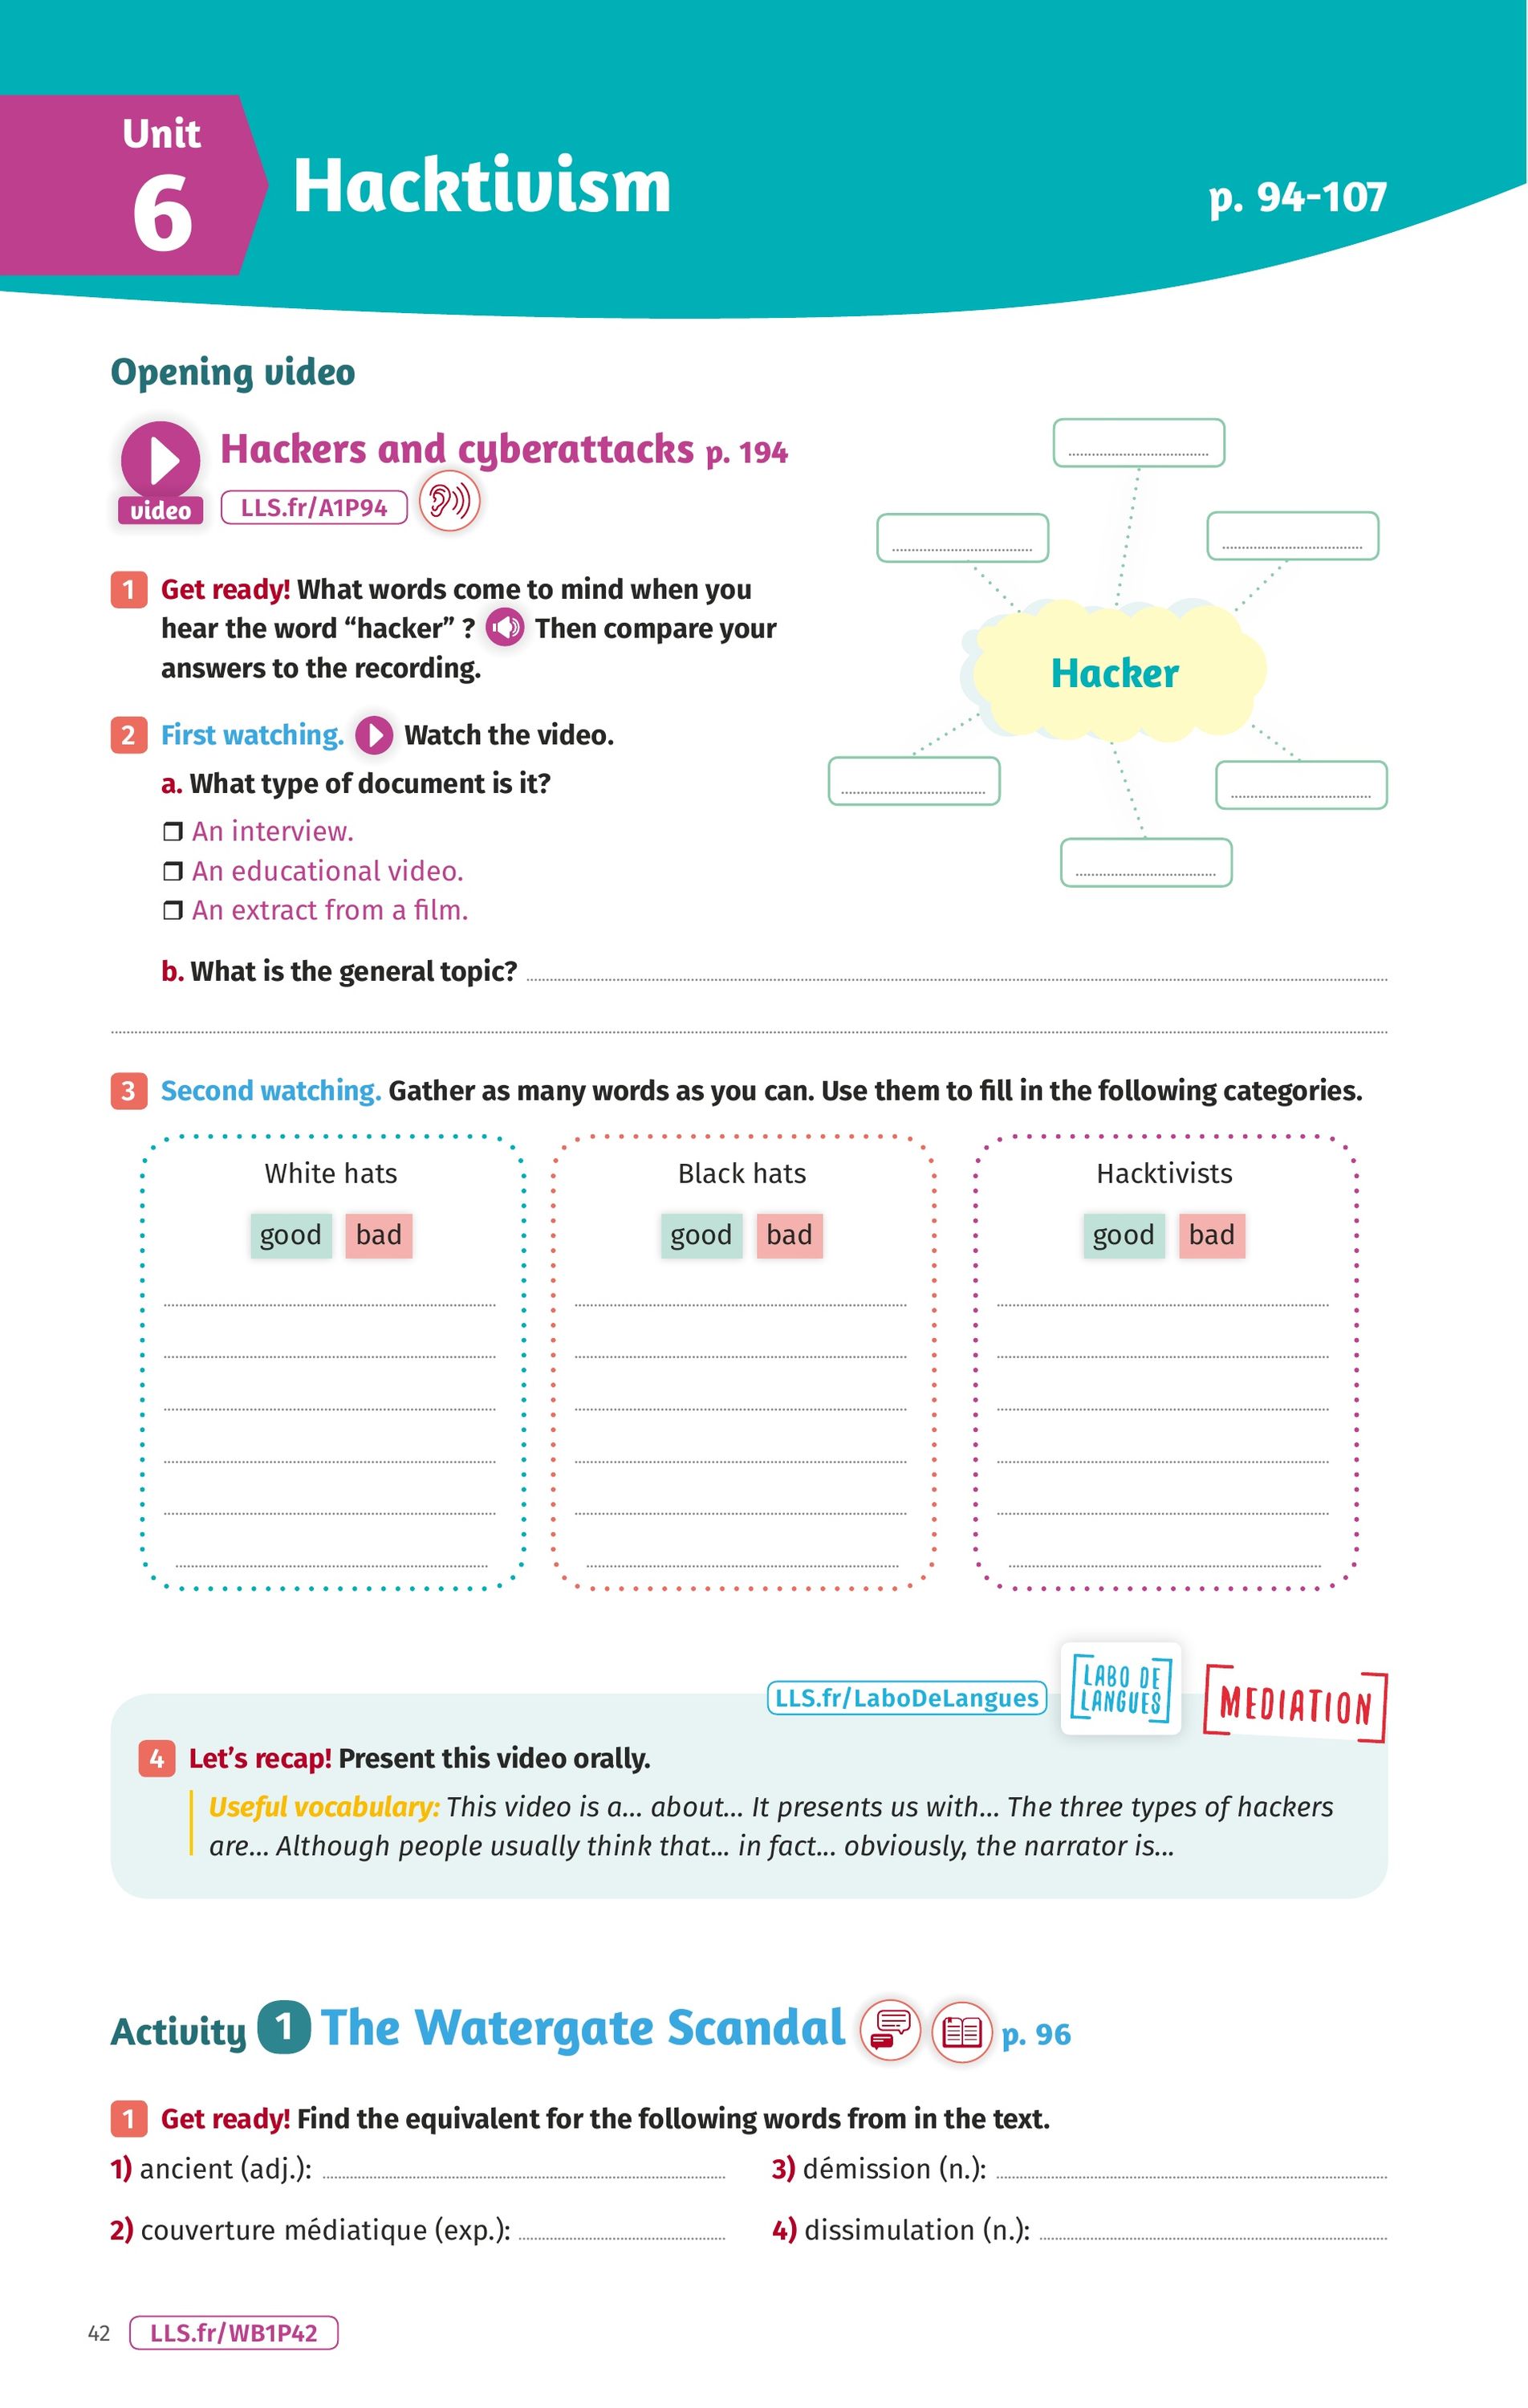 Unit
6
Hacktivism
p. 94-107
Opening video
Hackers and cyberattacks p. 194
video
LLS.fr/A1P94
1 Get ready! What words come to mind when you
hear the word “hacker” ? Then compare your
answers to the recording.
Hacker
2 First watching. Watch the video.
a. What type of document is it?
❒ An interview.
❒ An educational video.
❒ An extract from a film.
b. What is the general topic?
3 Second watching. Gather as many words as you can. Use them to fill in the following categories.
White hats
good bad
Black hats
good bad
Hacktivists
good bad
LLS.fr/LaboDeLangues
LABO DE
LANGUES
MEDIATION
4 Let’s recap! Present this video orally.
Useful vocabulary: This video is a... about... It presents us with... The three types of hackers
are... Although people usually think that... in fact... obviously, the narrator is...
Activity 1 The Watergate Scandal p. 96
1 Get ready! Find the equivalent for the following words from in the text.
1) ancient (adj.):
3) démission (n.):
2) couverture médiatique (exp.):
4) dissimulation (n.):
42 LLS.fr/WB1P42